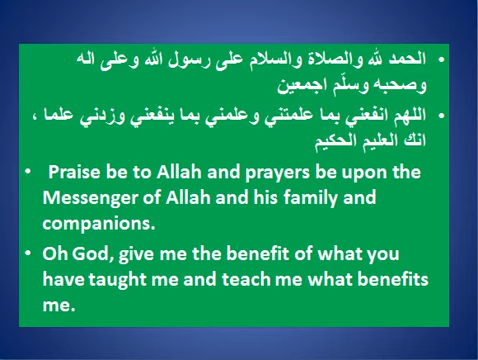 • الحمد لله والصلاة والسلام على رسول الله وعلى اله
وصحبه وسلّم اجمعين
• اللهم انفعني بما علمتني وعلمني بما ينفعني وزدني علما ،
انك العليم الحكيم
• Praise be to Allah and prayers be upon the
Messenger of Allah and his family and
companions.
• Oh God, give me the benefit of what you
have taught me and teach me what benefits
me.